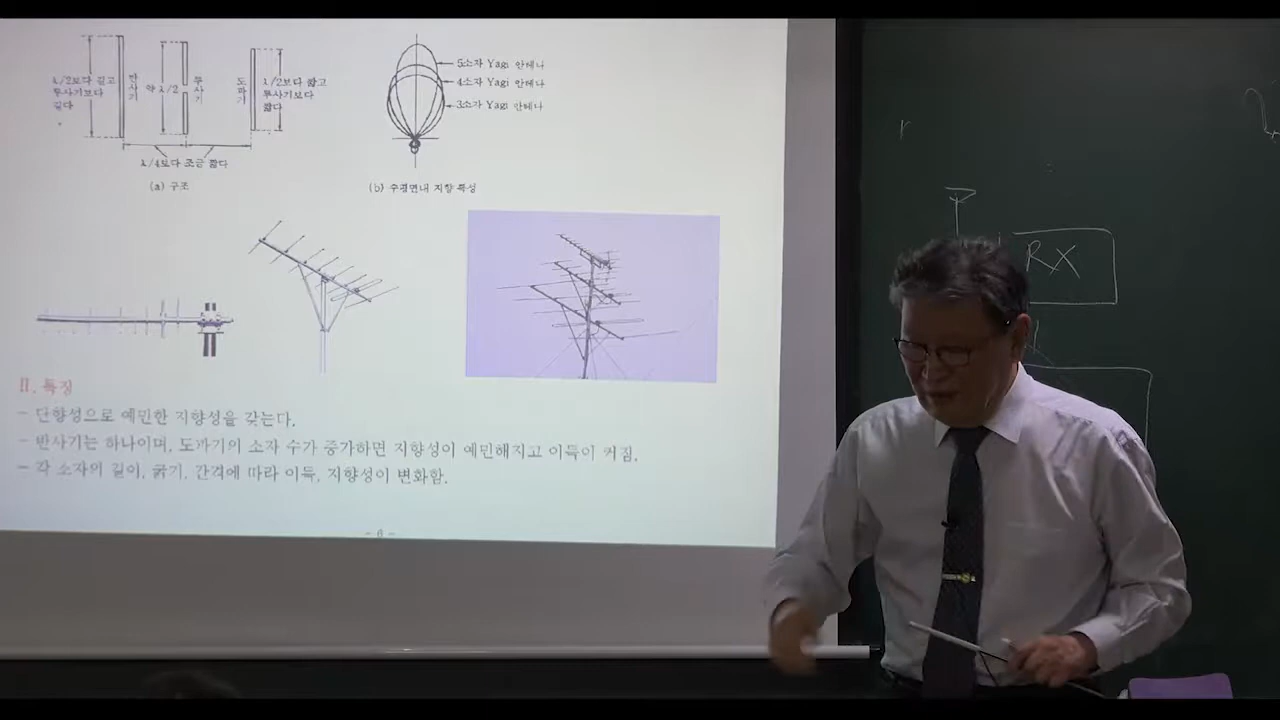 λ/2보다 길고
투사기보다
길다
반사기
약 λ/2
투사기
도파기
λ/2보다 짧고
투사기보다
짧다
λ/4보다 조금 짧다
(a) 구조
5소자 Yagi 안테나
4소자 Yagi 안테나
3소자 Yagi 안테나
(b) 수평면내 지향 특성
II. 특징
- 단향성으로 예민한 지향성을 갖는다.
- 반사기는 하나이며, 도파기의 소자 수가 증가하면 지향성이 예민해지고 이득이 커짐.
- 각 소자의 길이, 굵기, 간격에 따라 이득, 지향성이 변화함.
r
RX